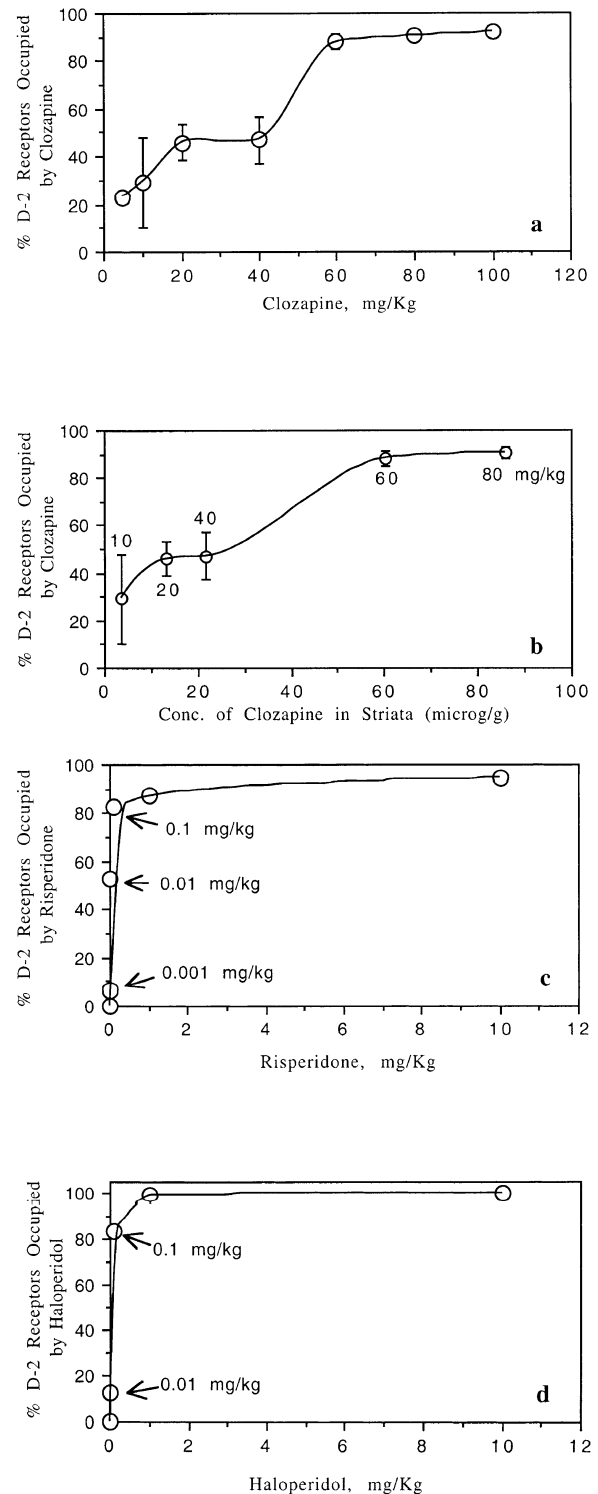 % D-2 Receptors Occupied
by Clozapine
100
80
60
40
20
0
a
0 20 40 60 80 100 120
Clozapine, mg/Kg
% D-2 Receptors Occupied
by Clozapine
100
80
60
40
20
0
10
20
40
60
80 mg/kg
b
0 20 40 60 80 100
Conc. of Clozapine in Striata (microg/g)
% D-2 Receptors Occupied
by Risperidone
100
80
60
40
20
0
0.1 mg/kg
0.01 mg/kg
0.001 mg/kg
c
0 2 4 6 8 10 12
Risperidone, mg/Kg
% D-2 Receptors Occupied
by Haloperidol
100
80
60
40
20
0
0.1 mg/kg
0.01 mg/kg
d
0 2 4 6 8 10 12
Haloperidol, mg/Kg